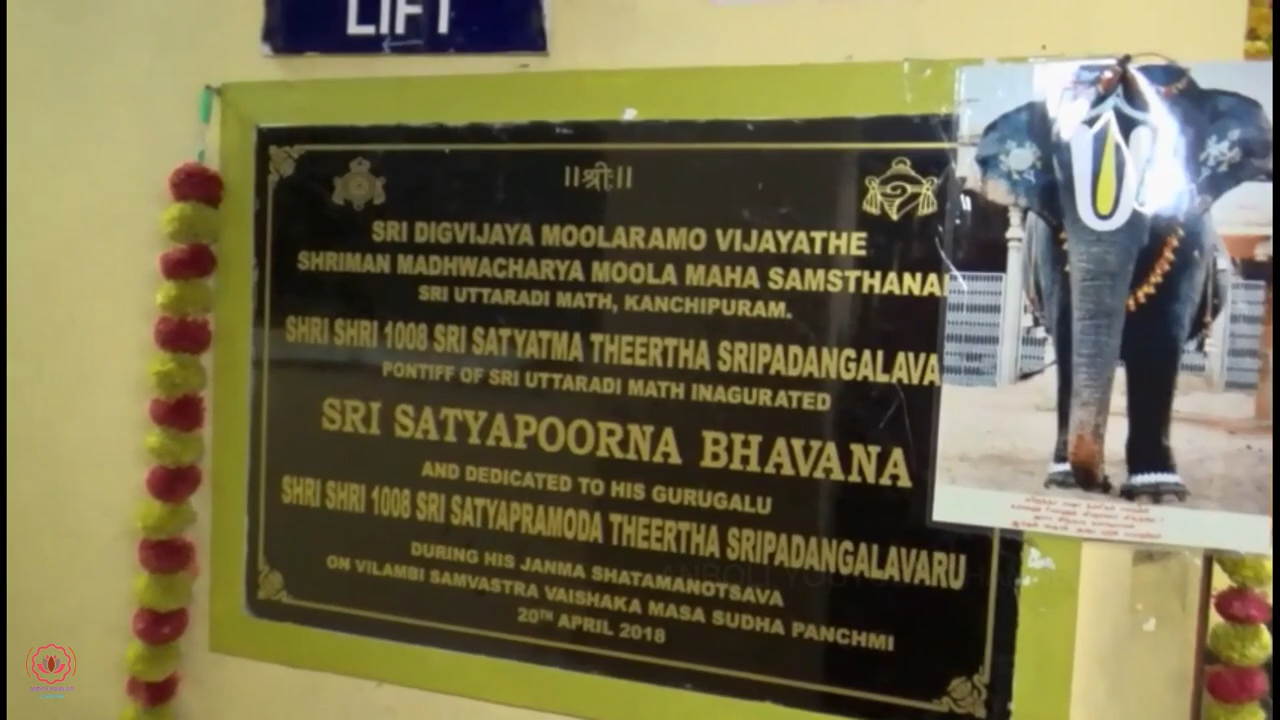 LIFT
॥श्रीः॥
SRI DIGVIJAYA MOOLARAMO VIJAYATHE
SHRIMAN MADHWACHARYA MOOLA MAHA SAMSTHANA
SRI UTTARADI MATH, KANCHIPURAM.
SHRI SHRI 1008 SRI SATYATMA THEERTHA SRIPADANGALAVA
PONTIFF OF SRI UTTARADI MATH INAGURATED
SRI SATYAPOORNA BHAVANA
AND DEDICATED TO HIS GURUGALU
SHRI SHRI 1008 SRI SATYAPRAMODA THEERTHA SRIPADANGALAVARU
DURING HIS JANMA SHATAMANOTSAVA
ON VILAMBI SAMVASTRA VAISHAKA MASA SUDHA PANCHMI
20TH APRIL 2018